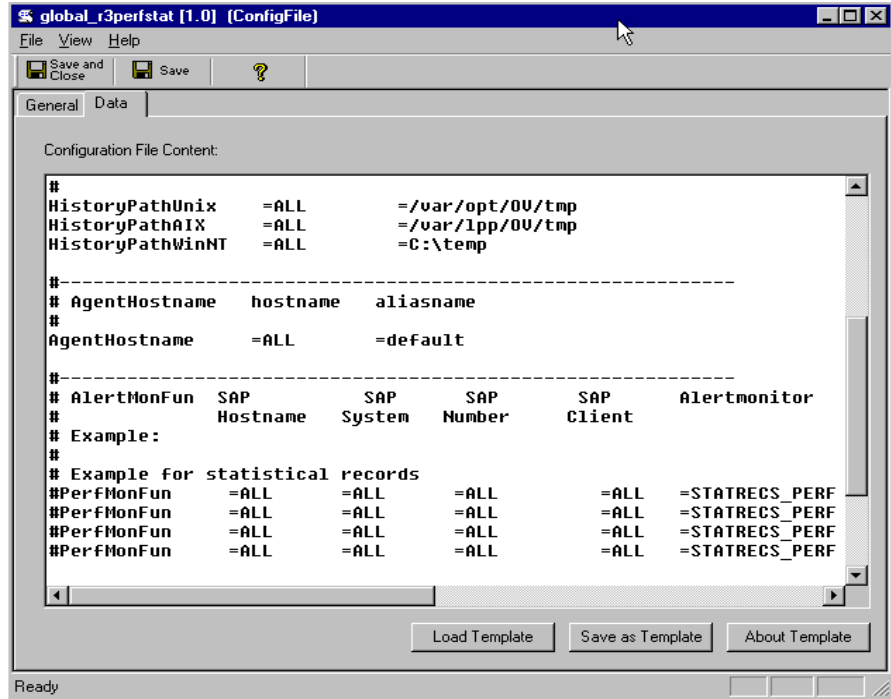 global_r3perfstat [1.0] (ConfigFile)
File View Help
Save and Close Save
General Data
Configuration File Content:
#
HistoryPathUnix =ALL =/var/opt/OV/tmp
HistoryPathAIX =ALL =/var/lpp/OV/tmp
HistoryPathWinNT =ALL =C:\temp
#------------------------------------------------------------
# AgentHostname hostname aliasname
#
AgentHostname =ALL =default
#------------------------------------------------------------
# AlertMonFun SAP SAP SAP SAP Alertmonitor
# Hostname System Number Client
# Example:
#
# Example for statistical records
#PerfMonFun =ALL =ALL =ALL =ALL =STATRECS_PERF
#PerfMonFun =ALL =ALL =ALL =ALL =STATRECS_PERF
#PerfMonFun =ALL =ALL =ALL =ALL =STATRECS_PERF
#PerfMonFun =ALL =ALL =ALL =ALL =STATRECS_PERF
Load Template Save as Template About Template
Ready